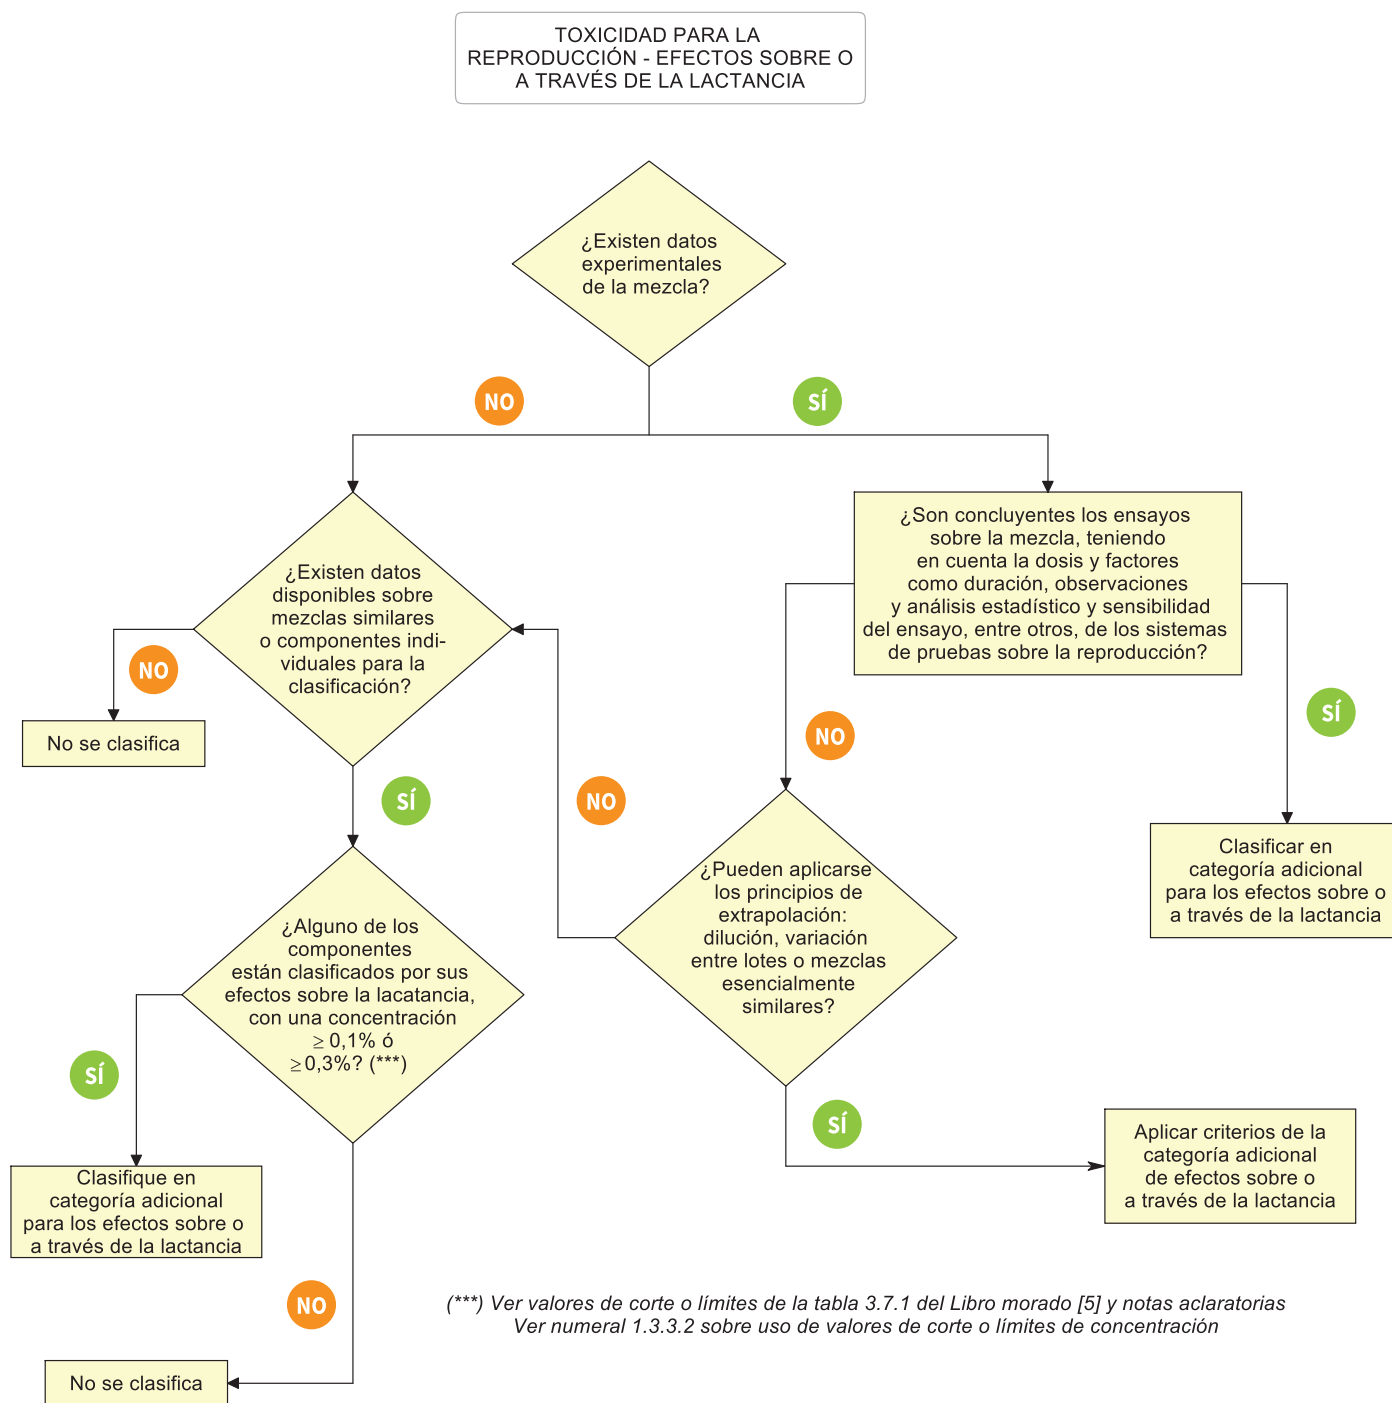 TOXICIDAD PARA LA
REPRODUCCIÓN - EFECTOS SOBRE O
A TRAVÉS DE LA LACTANCIA
¿Existen datos
experimentales
de la mezcla?
NO
SÍ
¿Existen datos
disponibles sobre
mezclas similares
o componentes indi-
viduales para la
clasificación?
¿Son concluyentes los ensayos
sobre la mezcla, teniendo
en cuenta la dosis y factores
como duración, observaciones
y análisis estadístico y sensibilidad
del ensayo, entre otros, de los sistemas
de pruebas sobre la reproducción?
NO
No se clasifica
SÍ
NO
NO
SÍ
¿Pueden aplicarse
los principios de
extrapolación:
dilución, variación
entre lotes o mezclas
esencialmente
similares?
Clasificar en
categoría adicional
para los efectos sobre o
a través de la lactancia
¿Alguno de los
componentes
están clasificados por sus
efectos sobre la lacatancia,
con una concentración
≥ 0,1% ó
≥0,3%? (***)
SÍ
SÍ
Clasifique en
categoría adicional
para los efectos sobre o
a través de la lactancia
Aplicar criterios de la
categoría adicional
de efectos sobre o
a través de la lactancia
NO
(***) Ver valores de corte o límites de la tabla 3.7.1 del Libro morado [5] y notas aclaratorias
Ver numeral 1.3.3.2 sobre uso de valores de corte o límites de concentración
No se clasifica